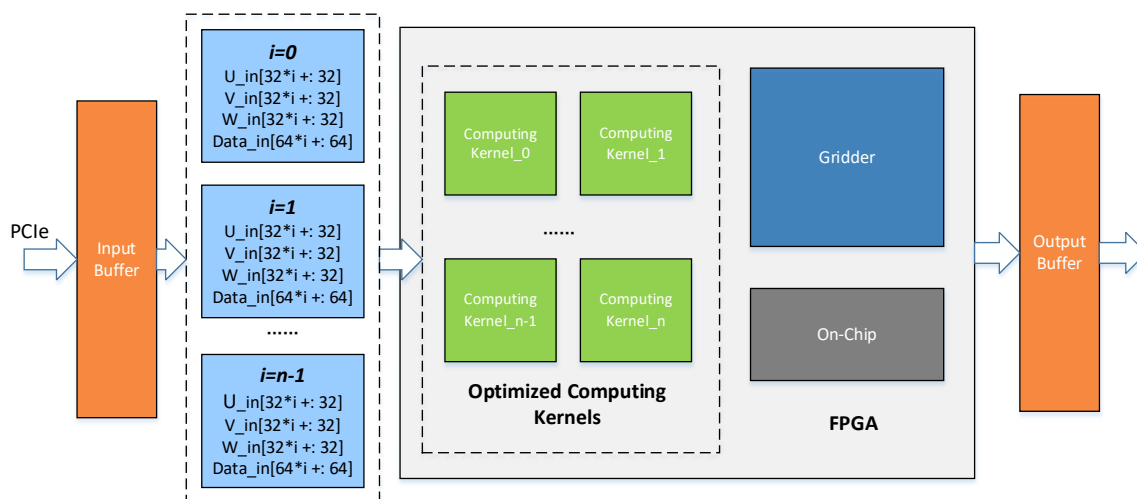 PCIe
Input
Buffer
i=0
U_in[32*i +: 32]
V_in[32*i +: 32]
W_in[32*i +: 32]
Data_in[64*i +: 64]
i=1
U_in[32*i +: 32]
V_in[32*i +: 32]
W_in[32*i +: 32]
Data_in[64*i +: 64]
......
i=n-1
U_in[32*i +: 32]
V_in[32*i +: 32]
W_in[32*i +: 32]
Data_in[64*i +: 64]
Computing
Kernel_0
Computing
Kernel_1
......
Computing
Kernel_n-1
Computing
Kernel_n
Optimized Computing
Kernels
Gridder
On-Chip
FPGA
Output
Buffer